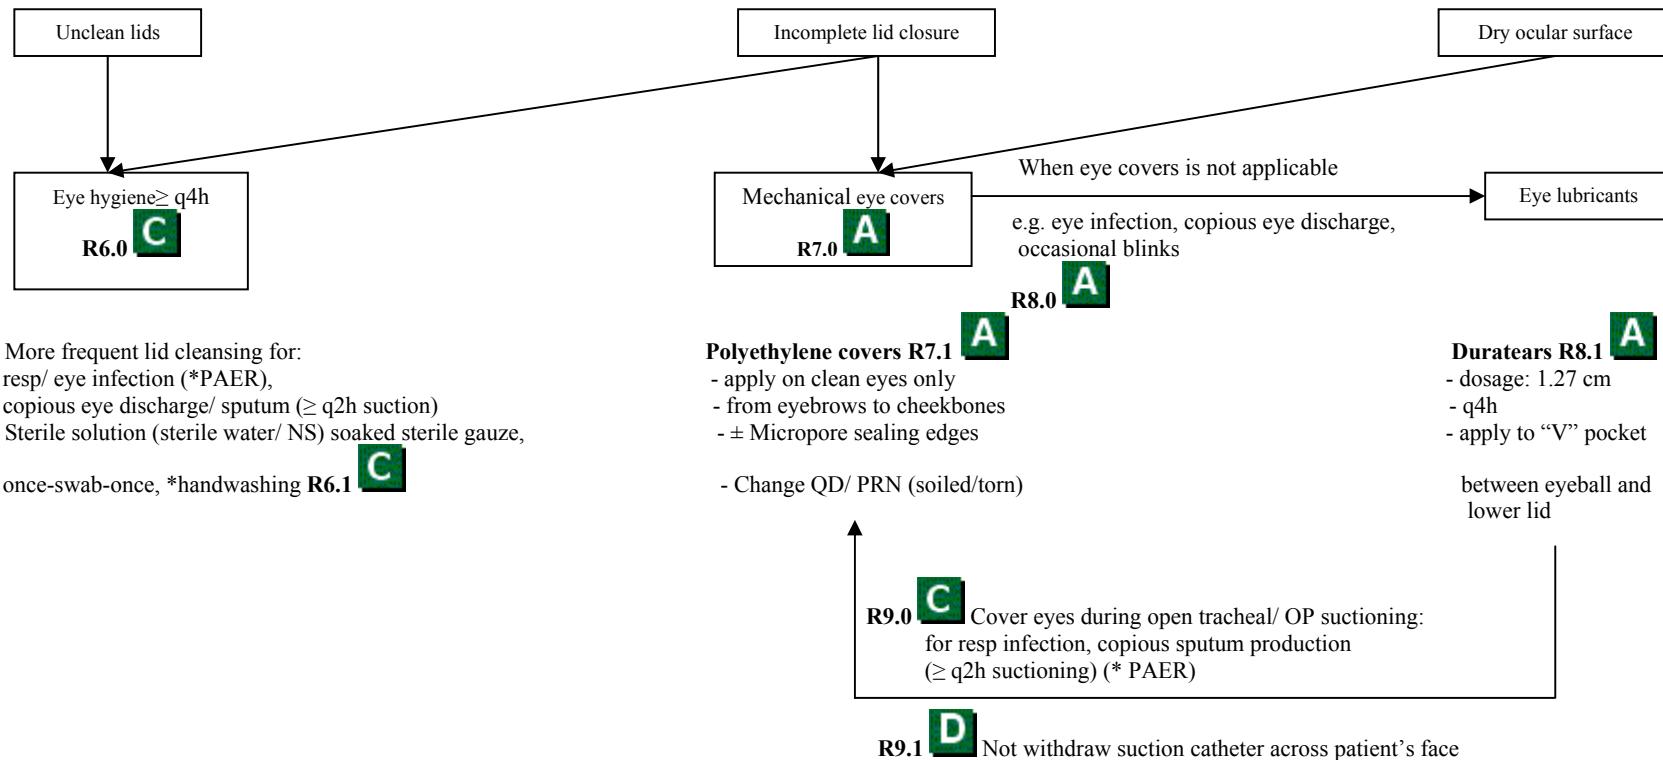 Unclean lids
Incomplete lid closure
Dry ocular surface
Eye hygiene≥ q4h
R6.0 C
Mechanical eye covers
R7.0 A
When eye covers is not applicable
e.g. eye infection, copious eye discharge,
occasional blinks
R8.0 A
Eye lubricants
More frequent lid cleansing for:
resp/ eye infection (*PAER),
copious eye discharge/ sputum (≥ q2h suction)
Sterile solution (sterile water/ NS) soaked sterile gauze,
once-swab-once, *handwashing R6.1 C
Polyethylene covers R7.1 A
- apply on clean eyes only
- from eyebrows to cheekbones
- ± Micropore sealing edges
- Change QD/ PRN (soiled/torn)
Duratears R8.1 A
- dosage: 1.27 cm
- q4h
- apply to “V” pocket
between eyeball and
lower lid
R9.0 C Cover eyes during open tracheal/ OP suctioning:
for resp infection, copious sputum production
(≥ q2h suctioning) (* PAER)
R9.1 D Not withdraw suction catheter across patient’s face